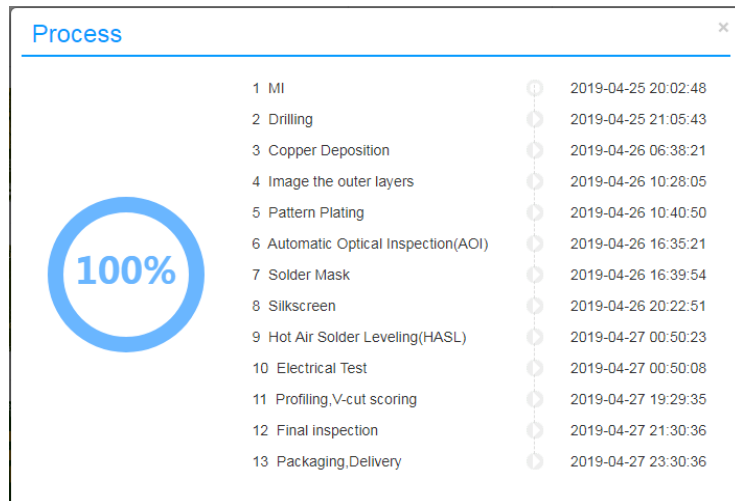 Process
×
1 MI 2019-04-25 20:02:48
2 Drilling 2019-04-25 21:05:43
3 Copper Deposition 2019-04-26 06:38:21
4 Image the outer layers 2019-04-26 10:28:05
5 Pattern Plating 2019-04-26 10:40:50
6 Automatic Optical Inspection(AOI) 2019-04-26 16:35:21
100%
7 Solder Mask 2019-04-26 16:39:54
8 Silkscreen 2019-04-26 20:22:51
9 Hot Air Solder Leveling(HASL) 2019-04-27 00:50:23
10 Electrical Test 2019-04-27 00:50:08
11 Profiling,V-cut scoring 2019-04-27 19:29:35
12 Final inspection 2019-04-27 21:30:36
13 Packaging,Delivery 2019-04-27 23:30:36